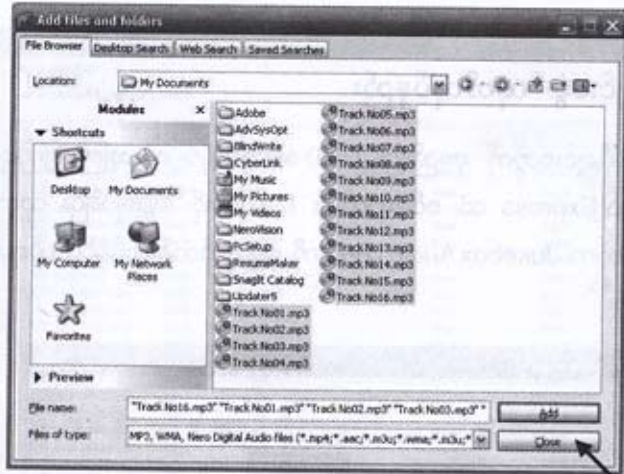 Add files and folders
File Browser Desktop Search Web Search Saved Searches
Location: My Documents
Modules
Shortcuts
Desktop My Documents
My Computer My Network Places
Favorites
Preview
Adobe
AdvSysOpt
BlindWrite
CyberLink
My Music
My Pictures
My Videos
NeroVision
PcSetup
ResumeMaker
SnagIt Catalog
Updater5
Track No01.mp3
Track No02.mp3
Track No03.mp3
Track No04.mp3
Track No05.mp3
Track No06.mp3
Track No07.mp3
Track No08.mp3
Track No09.mp3
Track No10.mp3
Track No11.mp3
Track No12.mp3
Track No13.mp3
Track No14.mp3
Track No15.mp3
Track No16.mp3
File name: "Track No16.mp3" "Track No01.mp3" "Track No02.mp3" "Track No03.mp3" " Add
Files of type: MP3, WMA, Nero Digital Audio files (*.mp4;*.aac;*.m3u;*.wma;*.m3u;* Close